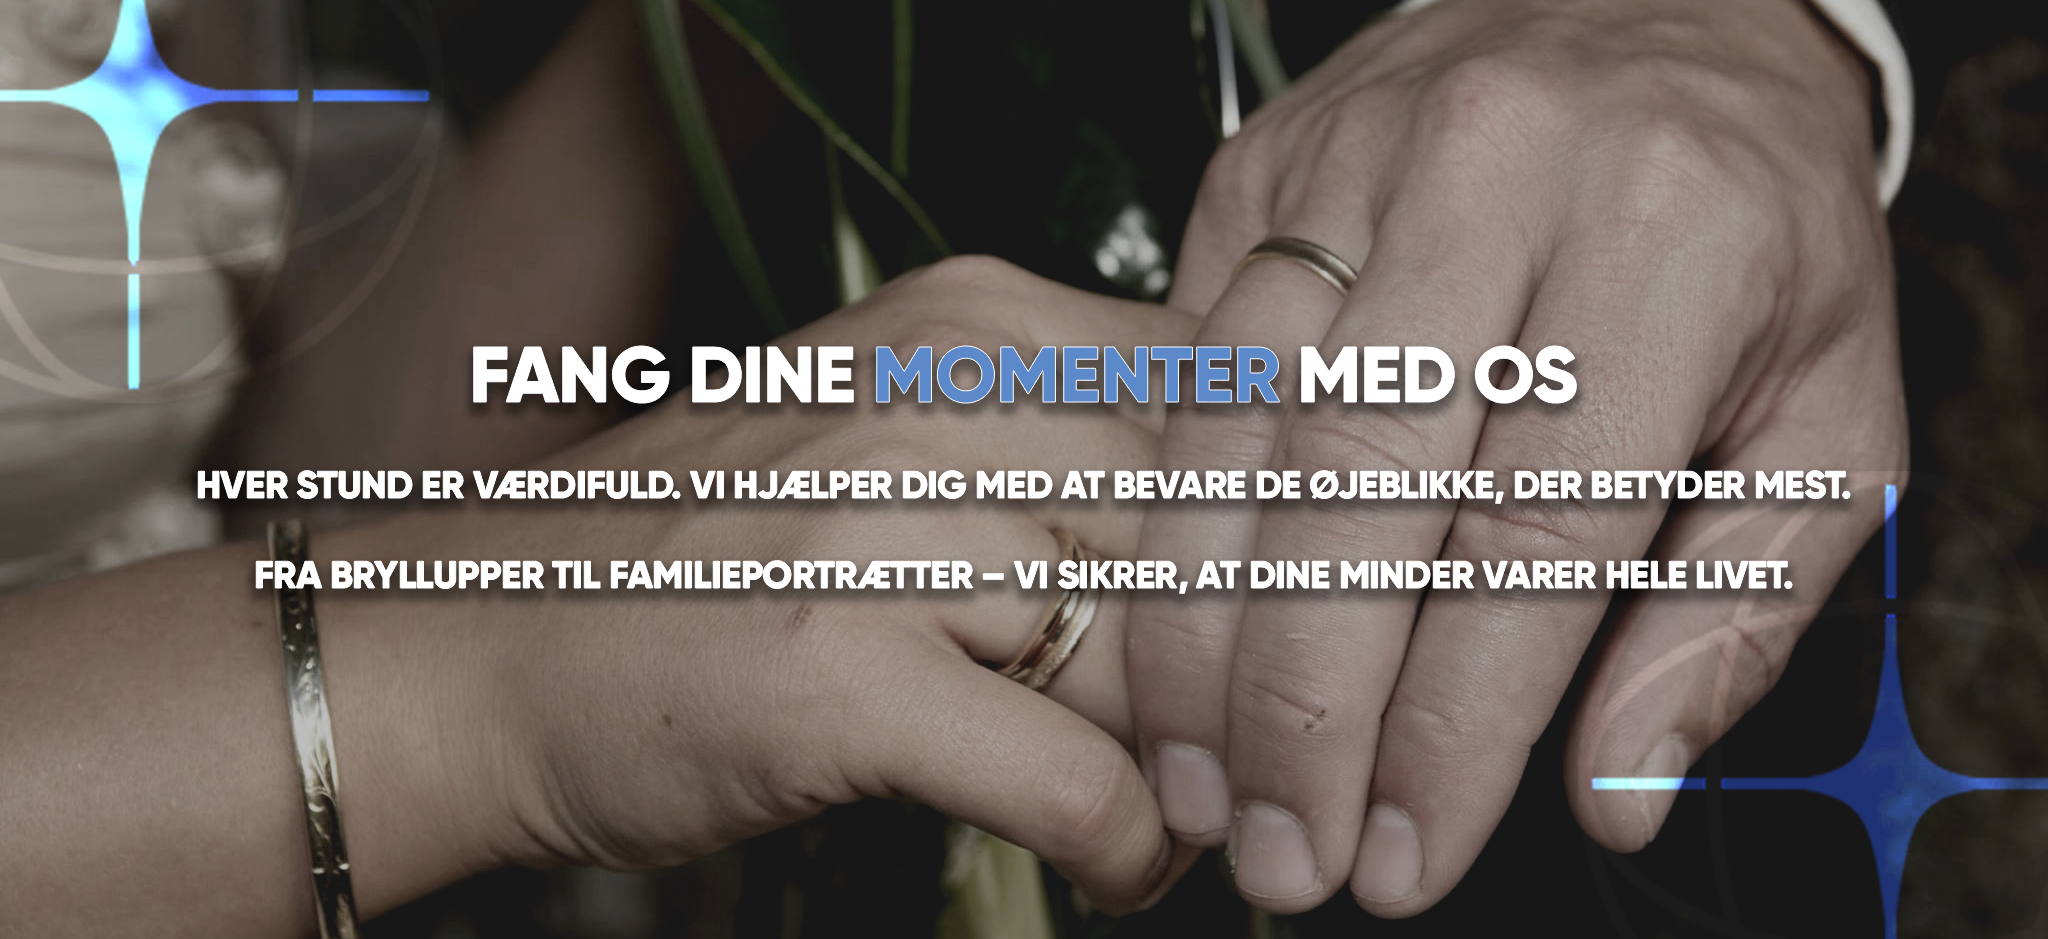 FANG DINE MOMENTER MED OS
HVER STUND ER VÆRDIFULD. VI HJÆLPER DIG MED AT BEVARE DE ØJEBLIKKE, DER BETYDER MEST.
FRA BRYLLUPPER TIL FAMILIEPORTRÆTTER – VI SIKRER, AT DINE MINDER VARER HELE LIVET.